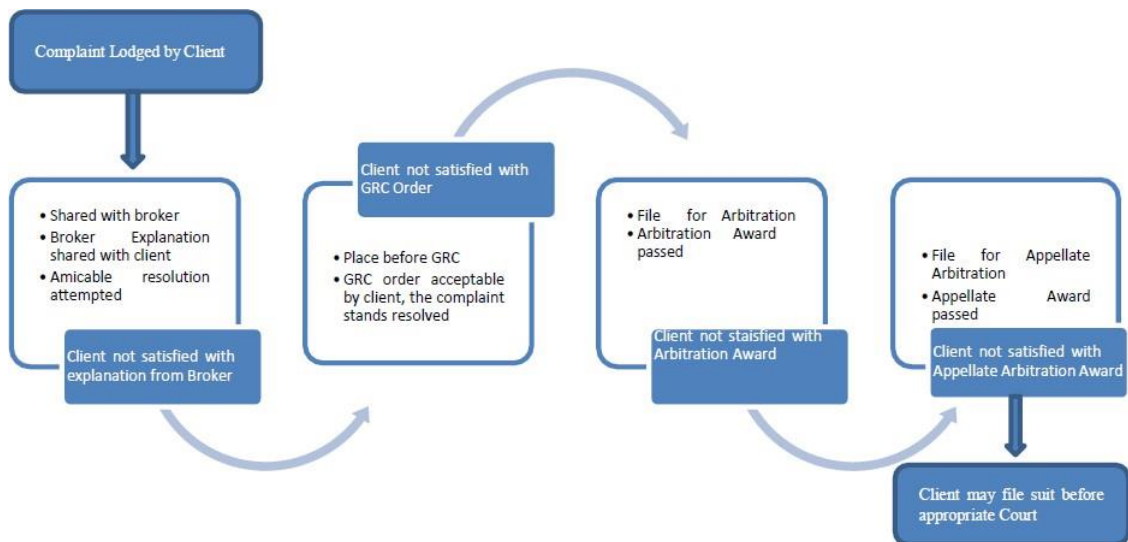 Complaint Lodged by Client
• Shared with broker
• Broker Explanation
shared with client
• Amicable resolution
attempted
Client not satisfied with
explanation from Broker
Client not satisfied with
GRC Order
• Place before GRC
• GRC order acceptable
by client, the complaint
stands resolved
• File for Arbitration
• Arbitration Award
passed
Client not staisfied with
Arbitration Award
• File for Appellate
Arbitration
• Appellate Award
passed
Client not satisfied with
Appellate Arbitration Award
Client may file suit before
appropriate Court